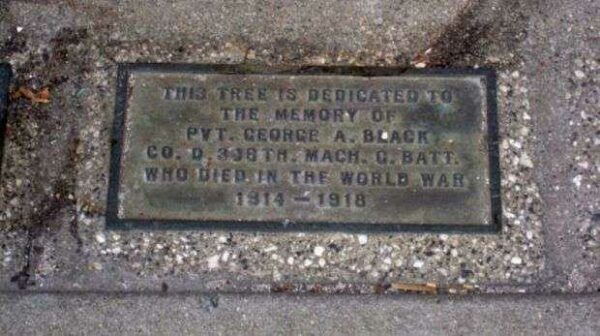 THIS TREE IS DEDICATED TO
THE MEMORY OF
PVT. GEORGE A. BLACK
CO. D. MACH. G. BATT.
WHO DIED IN THE WORLD WAR
1914 – 1918